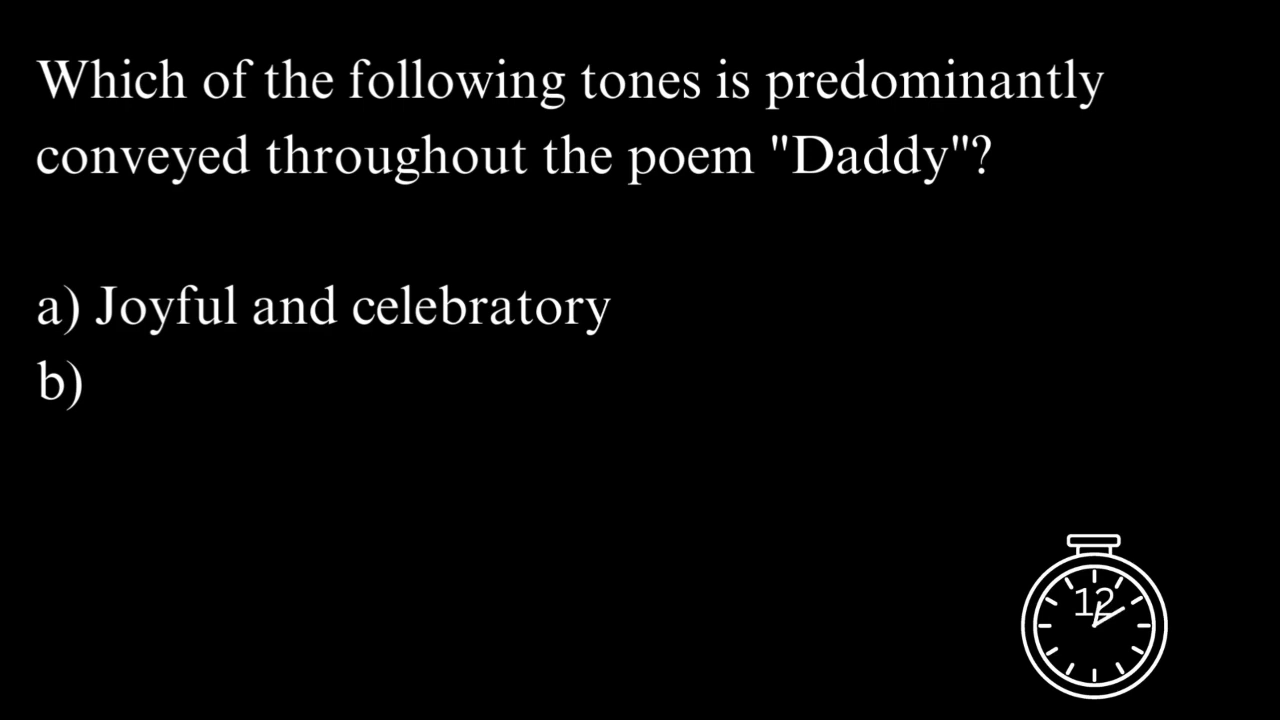 Which of the following tones is predominantly
conveyed throughout the poem "Daddy"?
a) Joyful and celebratory
b)
12